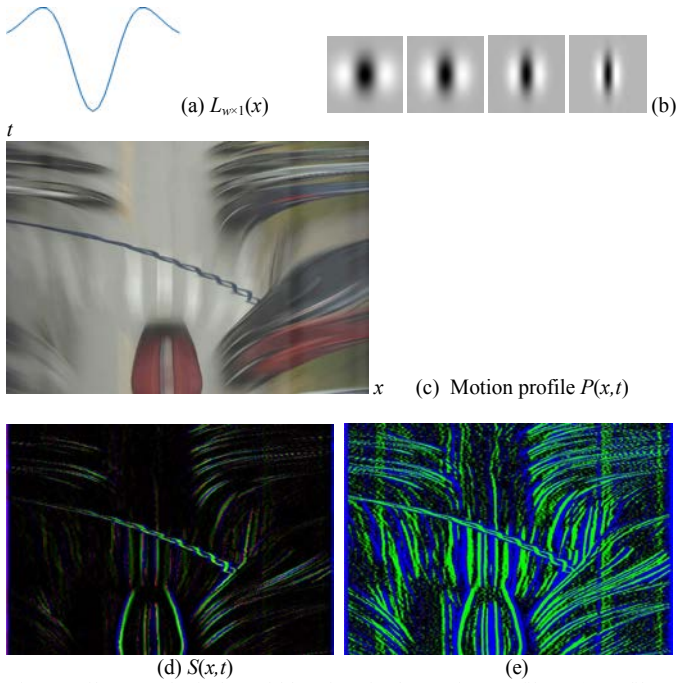 (a) Lw×1(x)
(b)
t
x (c) Motion profile P(x,t)
(d) S(x,t)
(e)